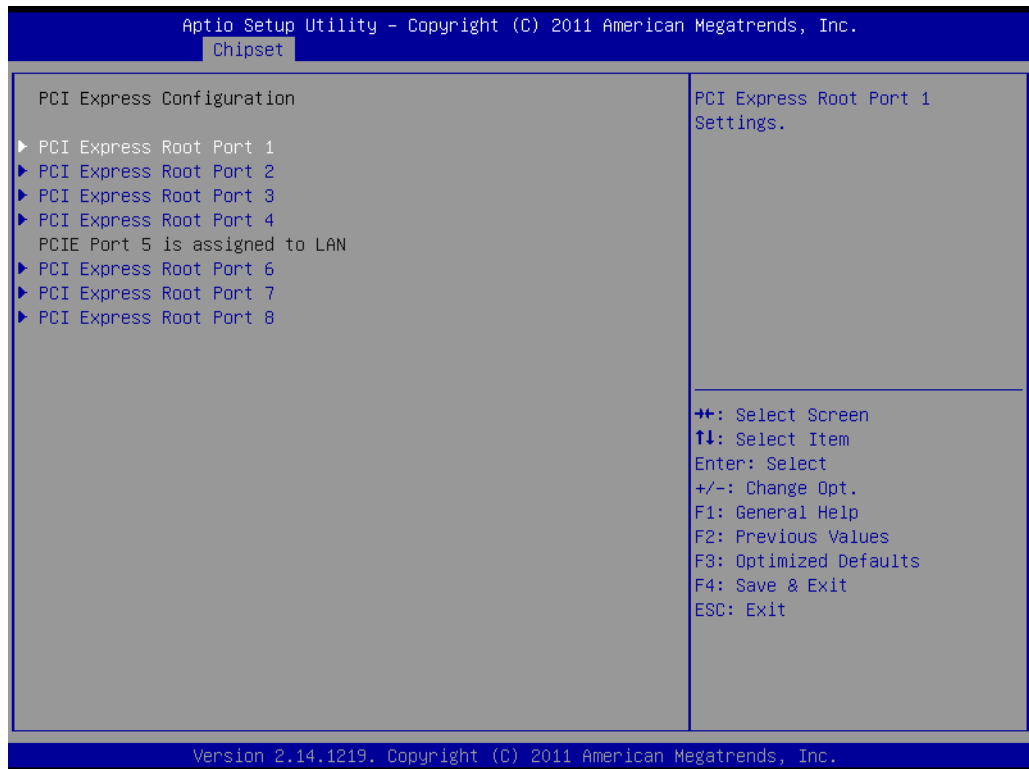 Aptio Setup Utility – Copyright (C) 2011 American Megatrends, Inc.
Chipset
PCI Express Configuration
PCI Express Root Port 1
PCI Express Root Port 2
PCI Express Root Port 3
PCI Express Root Port 4
PCIE Port 5 is assigned to LAN
PCI Express Root Port 6
PCI Express Root Port 7
PCI Express Root Port 8
PCI Express Root Port 1
Settings.
→←: Select Screen
↑↓: Select Item
Enter: Select
+/-: Change Opt.
F1: General Help
F2: Previous Values
F3: Optimized Defaults
F4: Save & Exit
ESC: Exit
Version 2.14.1219. Copyright (C) 2011 American Megatrends, Inc.